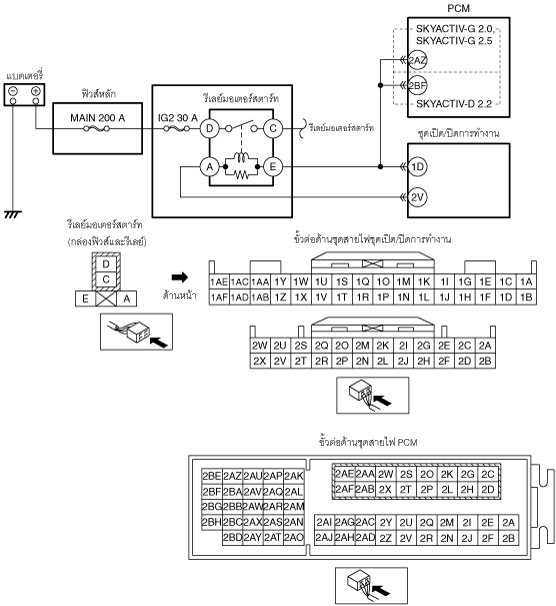 PCM
SKYACTIV-G 2.0,
SKYACTIV-G 2.5
2AZ
2BF
SKYACTIV-D 2.2
แบตเตอรี่
ฟิวส์หลัก
MAIN 200 A
รีเลย์มอเตอร์สตาร์ท
IG2 30 A
D
C
รีเลย์มอเตอร์สตาร์ท
A
E
ชุดเปิด/ปิดการทำงาน
1D
2V
รีเลย์มอเตอร์สตาร์ท
(กล่องฟิวส์และรีเลย์)
D
C
E A
ด้านหน้า
ขั้วต่อด้านชุดสายไฟชุดเปิด/ปิดการทำงาน
1AE 1AC 1AA 1Y 1W 1U 1S 1Q 1O 1M 1K 1I 1G 1E 1C 1A
1AF 1AD 1AB 1Z 1X 1V 1T 1R 1P 1N 1L 1J 1H 1F 1D 1B
2W 2U 2S 2Q 2O 2M 2K 2I 2G 2E 2C 2A
2X 2V 2T 2R 2P 2N 2L 2J 2H 2F 2D 2B
ขั้วต่อด้านชุดสายไฟ PCM
2BE 2AZ 2AU 2AP 2AK
2BF 2BA 2AV 2AQ 2AL
2BG 2BB 2AW 2AR 2AM
2BH 2BC 2AX 2AS 2AN
2BD 2AY 2AT 2AO
2AE 2AA 2W 2S 2O 2K 2G 2C
2AF 2AB 2X 2T 2P 2L 2H 2D
2AI 2AG 2AC 2Y 2U 2Q 2M 2I 2E 2A
2AJ 2AH 2AD 2Z 2V 2R 2N 2J 2F 2B